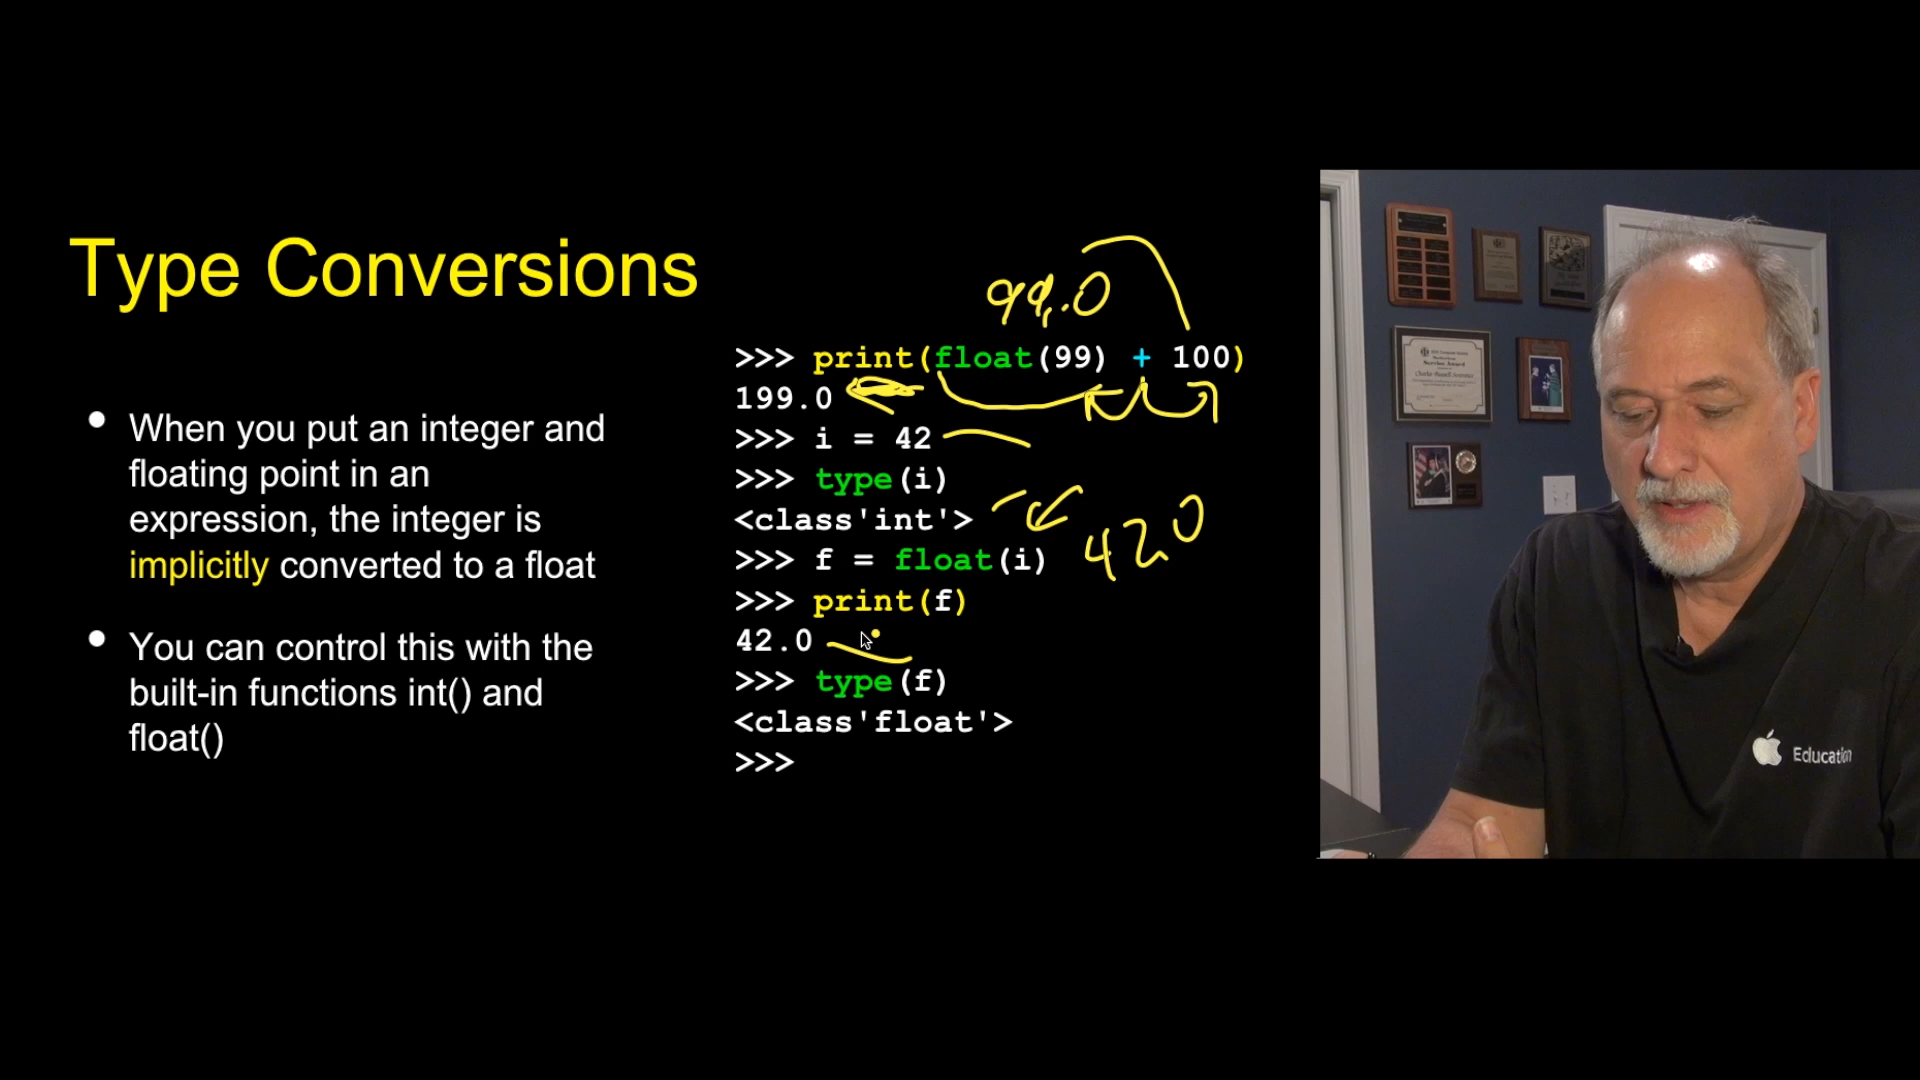 Type Conversions
• When you put an integer and
floating point in an
expression, the integer is
implicitly converted to a float
• You can control this with the
built-in functions int() and
float()
99.0
>>> print(float(99) + 100)
199.0
>>> i = 42
>>> type(i)
<class'int'>
>>> f = float(i)
42.0
>>> print(f)
42.0
>>> type(f)
<class'float'>
>>>
Service Award
Education